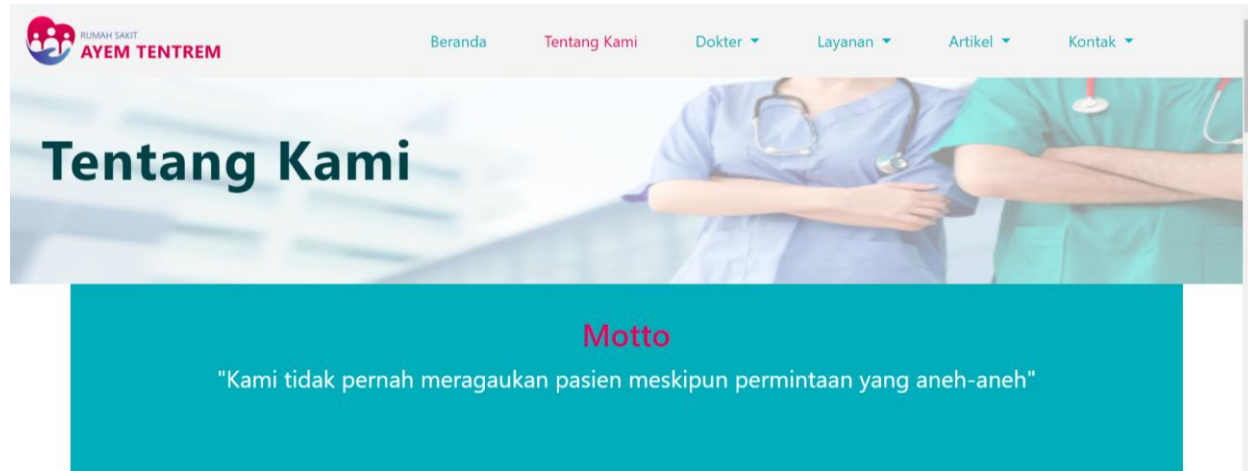 RUMAH SAKIT
AYEM TENTREM
Beranda
Tentang Kami
Dokter
Layanan
Artikel
Kontak
Tentang Kami
Motto
"Kami tidak pernah meragaukan pasien meskipun permintaan yang aneh-aneh"